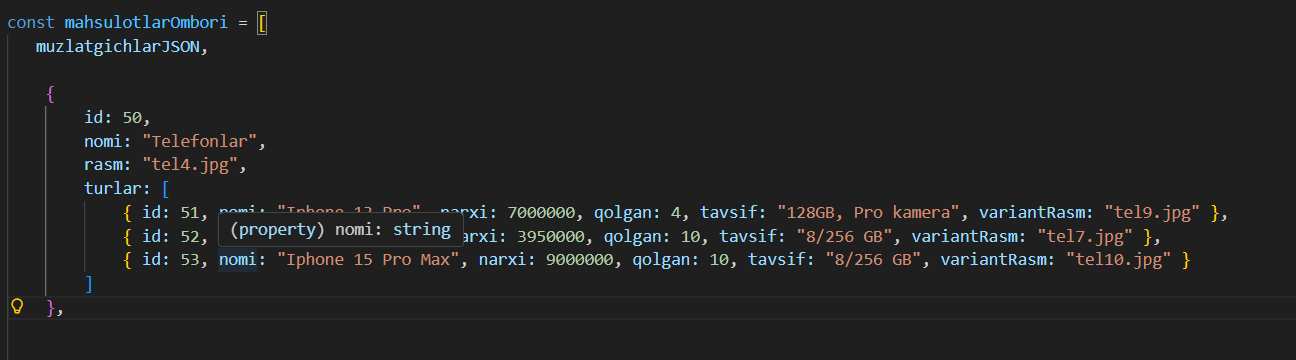 const mahsulotlarOmbori = [
muzlatgichlarJSON,
{
id: 50,
nomi: "Telefonlar",
rasm: "tel4.jpg",
turlar: [
{ id: 51, nomi: "Iphone 13 Pro", narxi: 7000000, qolgan: 4, tavsif: "128GB, Pro kamera", variantRasm: "tel9.jpg" },
{ id: 52, (property) nomi: string narxi: 3950000, qolgan: 10, tavsif: "8/256 GB", variantRasm: "tel7.jpg" },
{ id: 53, nomi: "Iphone 15 Pro Max", narxi: 9000000, qolgan: 10, tavsif: "8/256 GB", variantRasm: "tel10.jpg" }
]
},